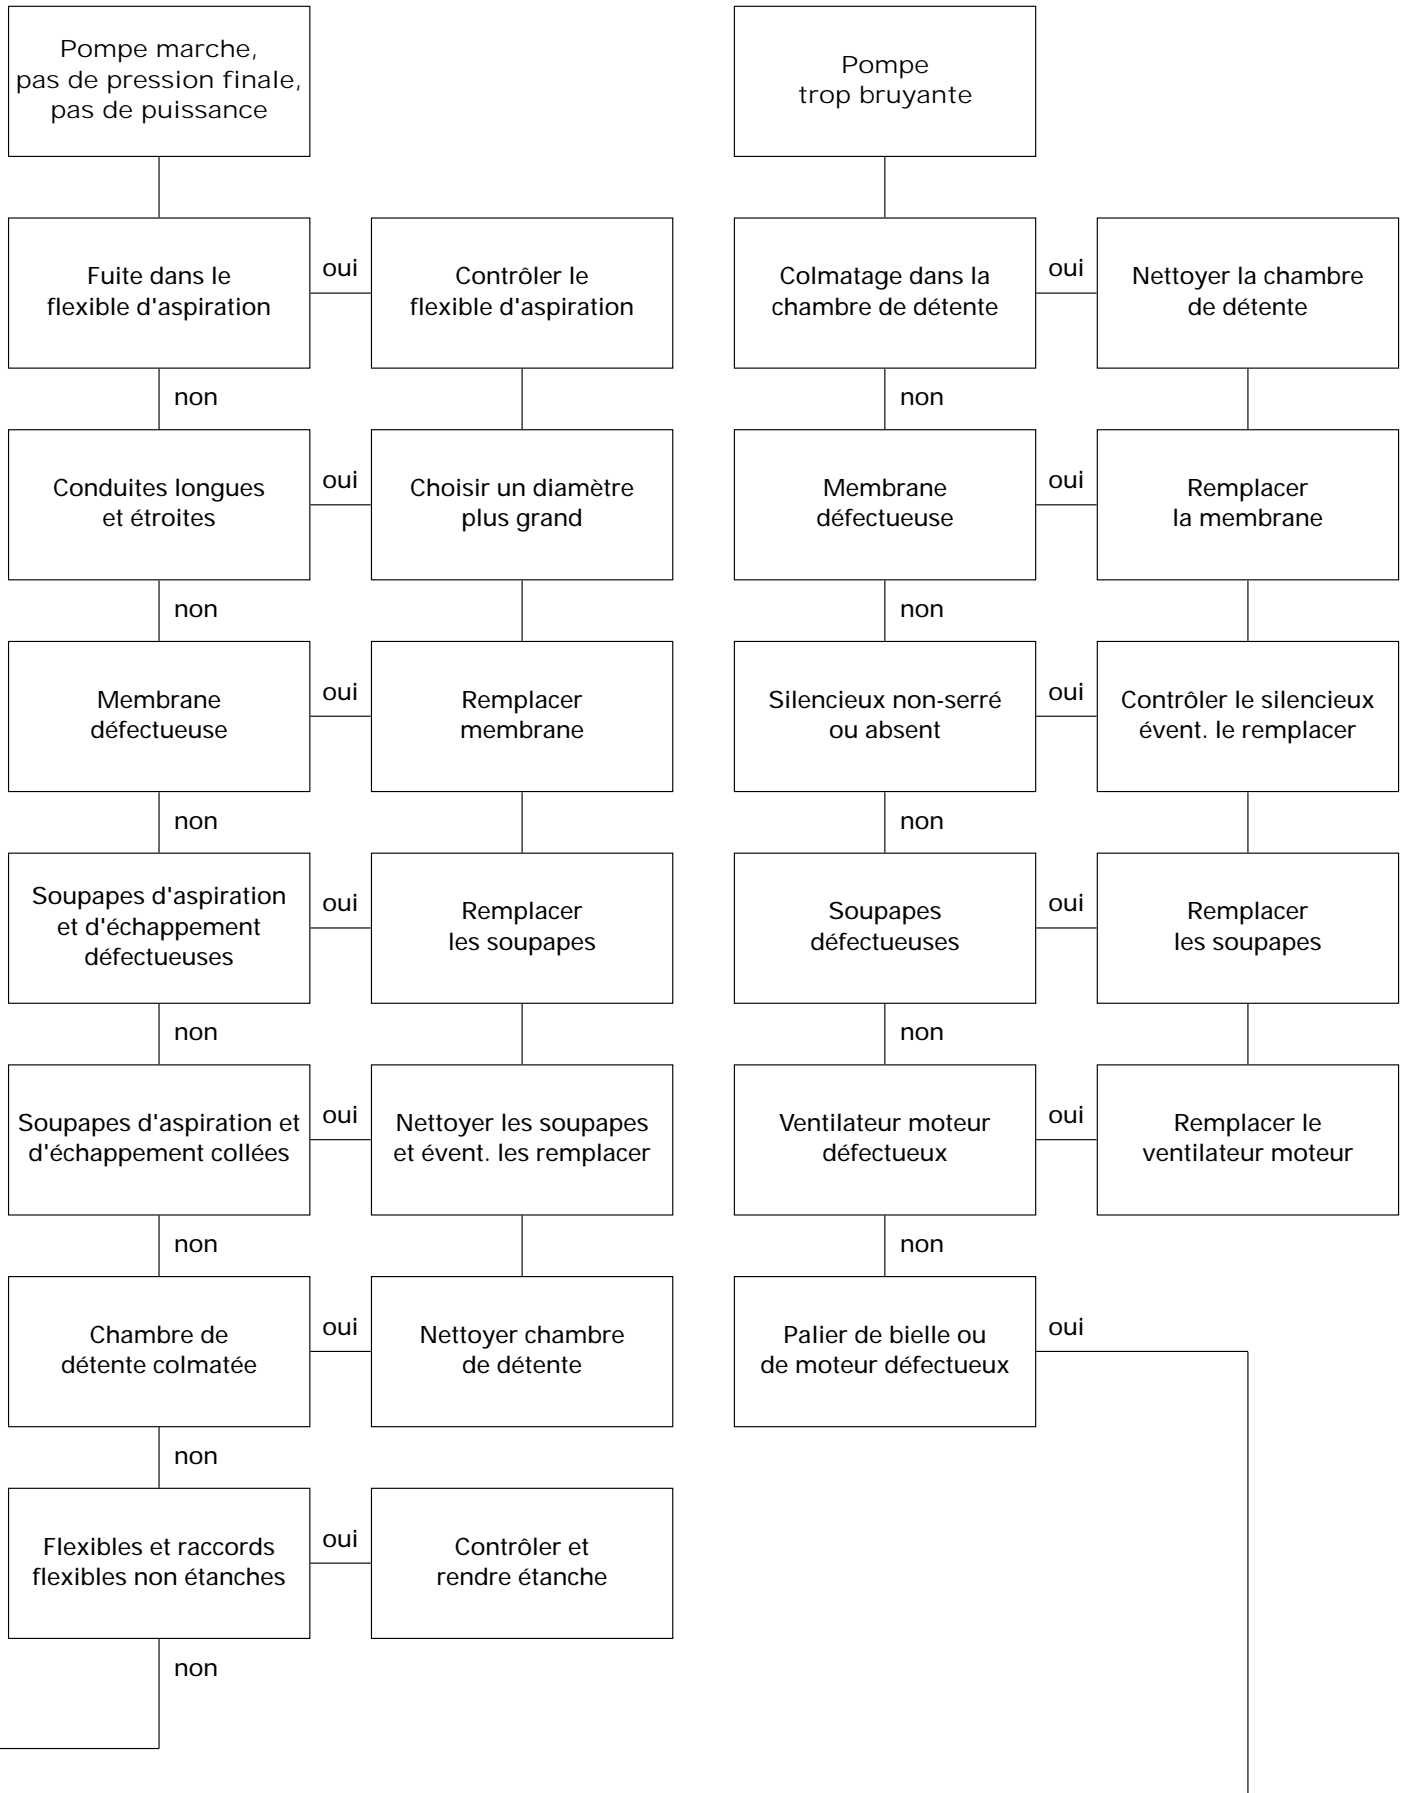 Pompe marche,
pas de pression finale,
pas de puissance
Fuite dans le
flexible d'aspiration
oui
Contrôler le
flexible d'aspiration
non
Conduites longues
et étroites
oui
Choisir un diamètre
plus grand
non
Membrane
défectueuse
oui
Remplacer
membrane
non
Soupapes d'aspiration
et d'échappement
défectueuses
oui
Remplacer
les soupapes
non
Soupapes d'aspiration et
d'échappement collées
oui
Nettoyer les soupapes
et évent. les remplacer
non
Chambre de
détente colmatée
oui
Nettoyer chambre
de détente
non
Flexibles et raccords
flexibles non étanches
oui
Contrôler et
rendre étanche
non
Pompe
trop bruyante
Colmatage dans la
chambre de détente
oui
Nettoyer la chambre
de détente
non
Membrane
défectueuse
oui
Remplacer
la membrane
non
Silencieux non-serré
ou absent
oui
Contrôler le silencieux
évent. le remplacer
non
Soupapes
défectueuses
oui
Remplacer
les soupapes
non
Ventilateur moteur
défectueux
oui
Remplacer le
ventilateur moteur
non
Palier de bielle ou
de moteur défectueux
oui